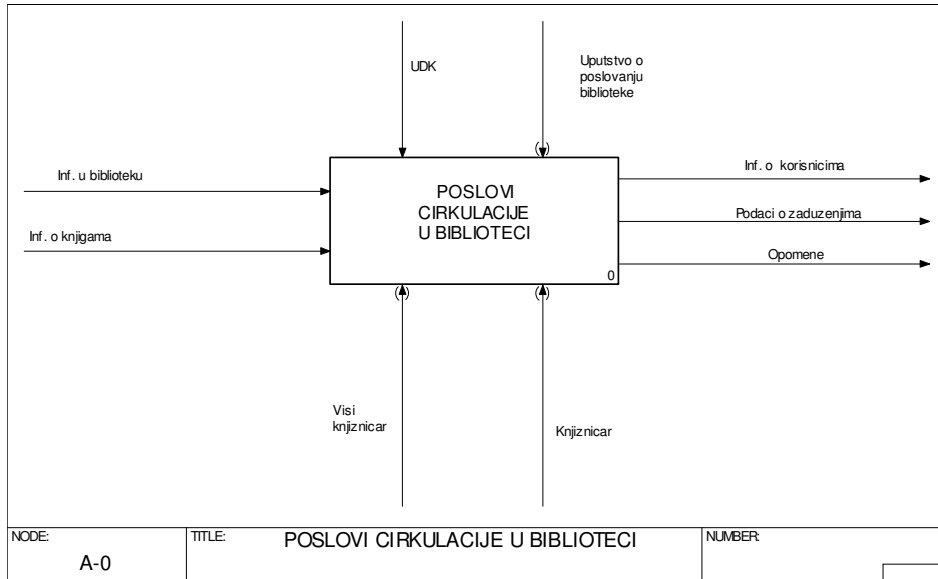 UDK
Uputstvo o
poslovanju
biblioteke
Inf. u biblioteku
Inf. o knjigama
POSLOVI
CIRKULACIJE
U BIBLIOTECI
0
Inf. o korisnicima
Podaci o zaduzenjima
Opomene
Visi
knjiznicar
Knjiznicar
NODE:
A-0
TITLE:
POSLOVI CIRKULACIJE U BIBLIOTECI
NUMBER: